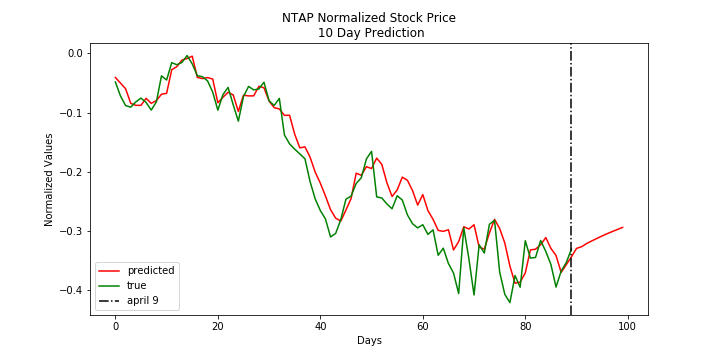 NTAP Normalized Stock Price
10 Day Prediction
Normalized Values
0.0
−0.1
−0.2
−0.3
−0.4
predicted
true
april 9
0
20
40
60
80
100
Days